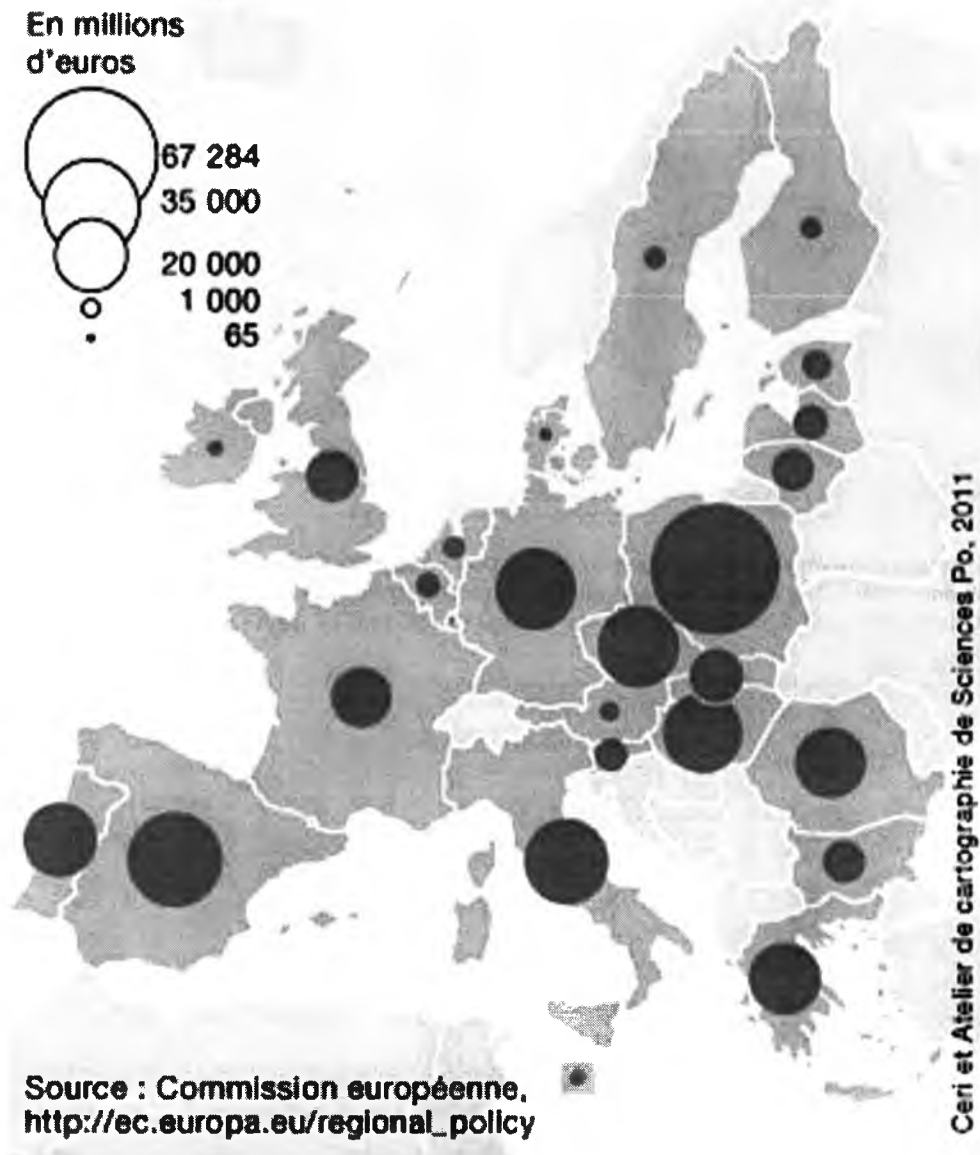 En millions
d'euros
67 284
35 000
20 000
1 000
65
Source : Commission européenne,
http://ec.europa.eu/regional_policy
Ceri et Atelier de cartographie de Sciences Po, 2011